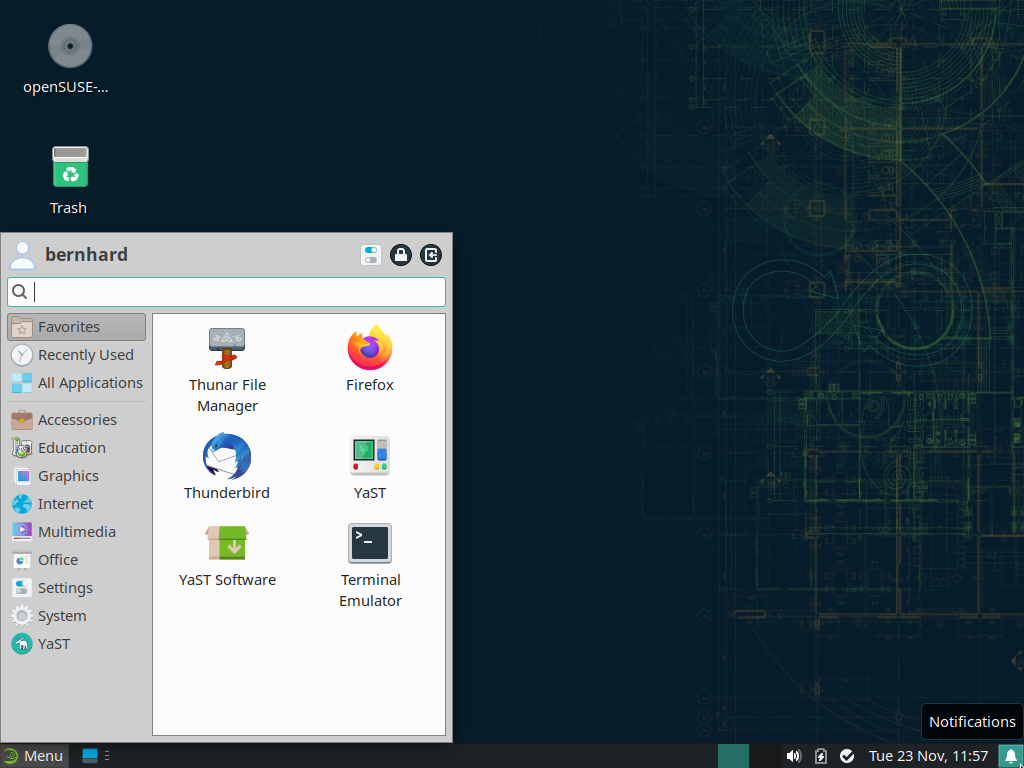 openSUSE-...
Trash
bernhard
Favorites
Recently Used
All Applications
Accessories
Education
Graphics
Internet
Multimedia
Office
Settings
System
YaST
Thunar File
Manager
Firefox
Thunderbird
YaST
YaST Software
Terminal
Emulator
Notifications
Menu
Tue 23 Nov, 11:57